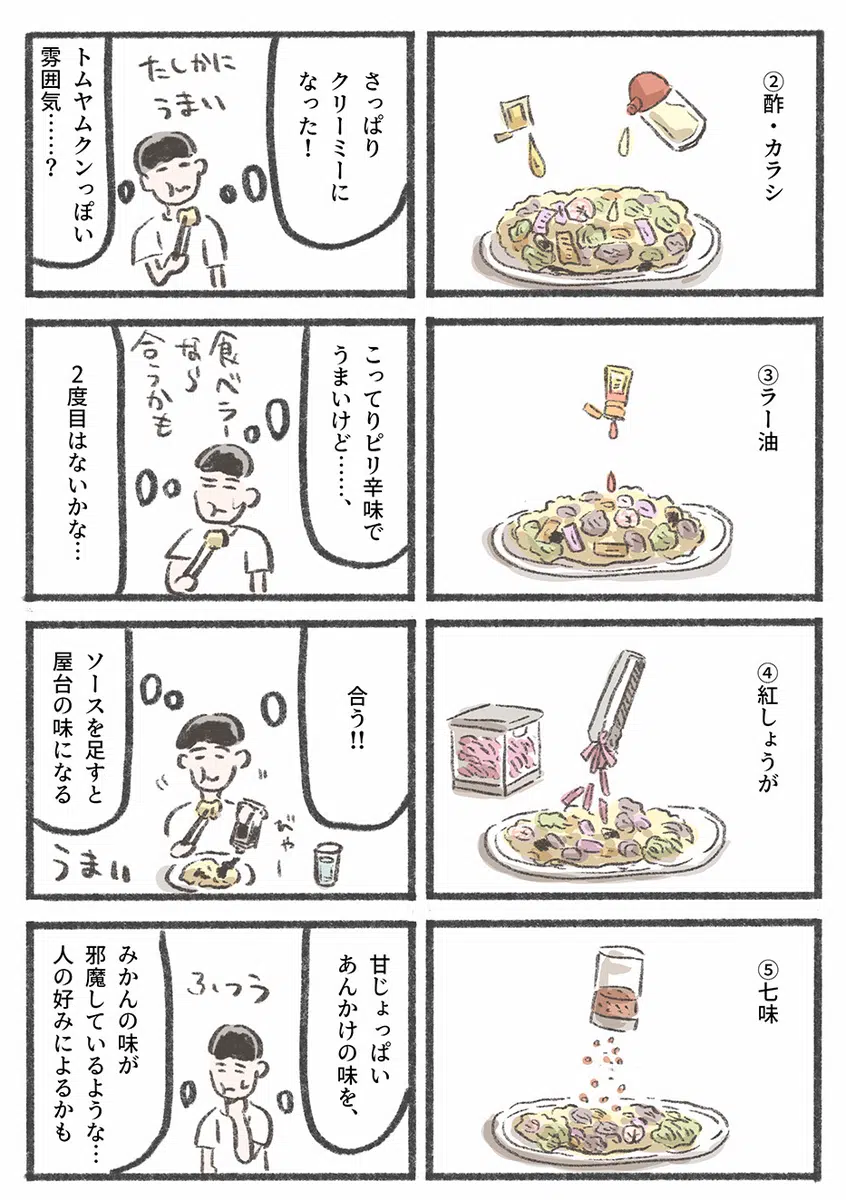 ②酢・カラシ
さっぱり
クリーミーに
なった！
たしかに
うまい
トムヤムクンっぽい
雰囲気……？
③ラー油
こってりピリ辛味で
うまいけど……、
食べラー
なら
合うかも
2度目はないかな…
④紅しょうが
合う!!
びゃー
ソースを足すと
屋台の味になる
うまい
⑤七味
甘じょっぱい
あんかけの味を、
ふつう
みかんの味が
邪魔しているような…
人の好みによるかも